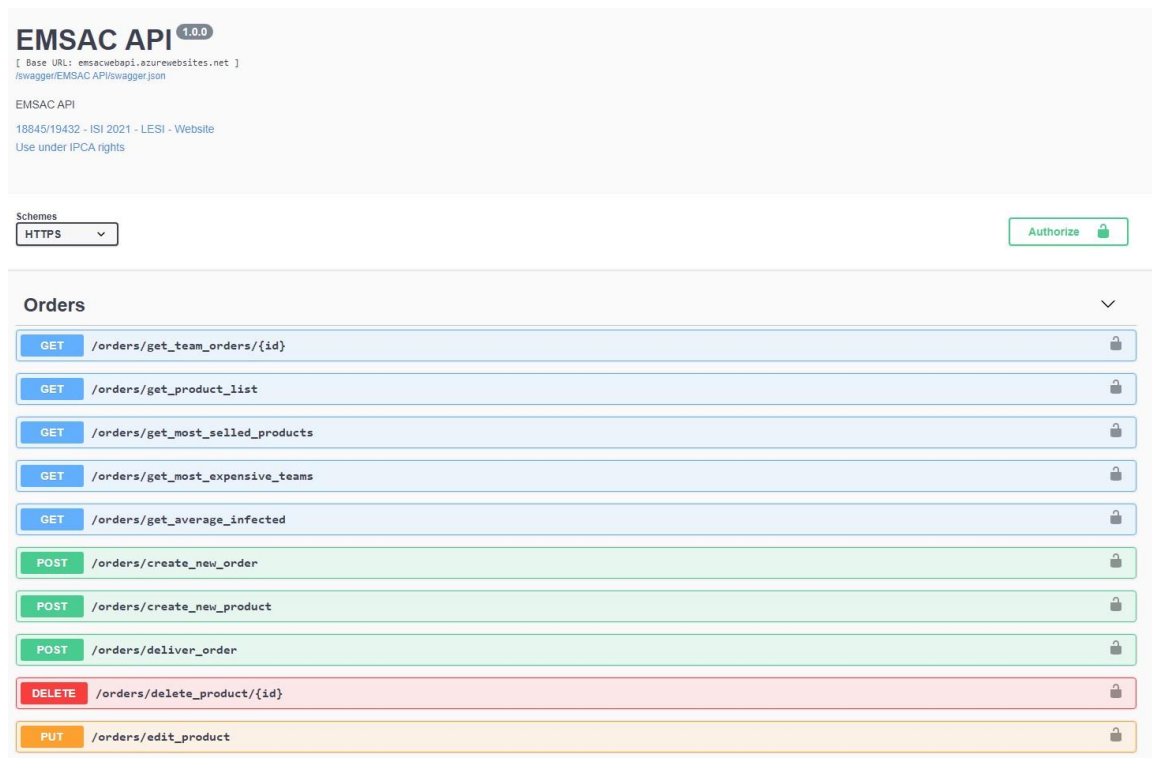 EMSAC API 1.0.0
[ Base URL: emsacwebapi.azurewebsites.net ]
/swagger/EMSAC API/swagger.json
EMSAC API
18845/19432 - ISI 2021 - LESI - Website
Use under IPCA rights
Schemes
HTTPS
Authorize
Orders
GET /orders/get_team_orders/{id}
GET /orders/get_product_list
GET /orders/get_most_selled_products
GET /orders/get_most_expensive_teams
GET /orders/get_average_infected
POST /orders/create_new_order
POST /orders/create_new_product
POST /orders/deliver_order
DELETE /orders/delete_product/{id}
PUT /orders/edit_product